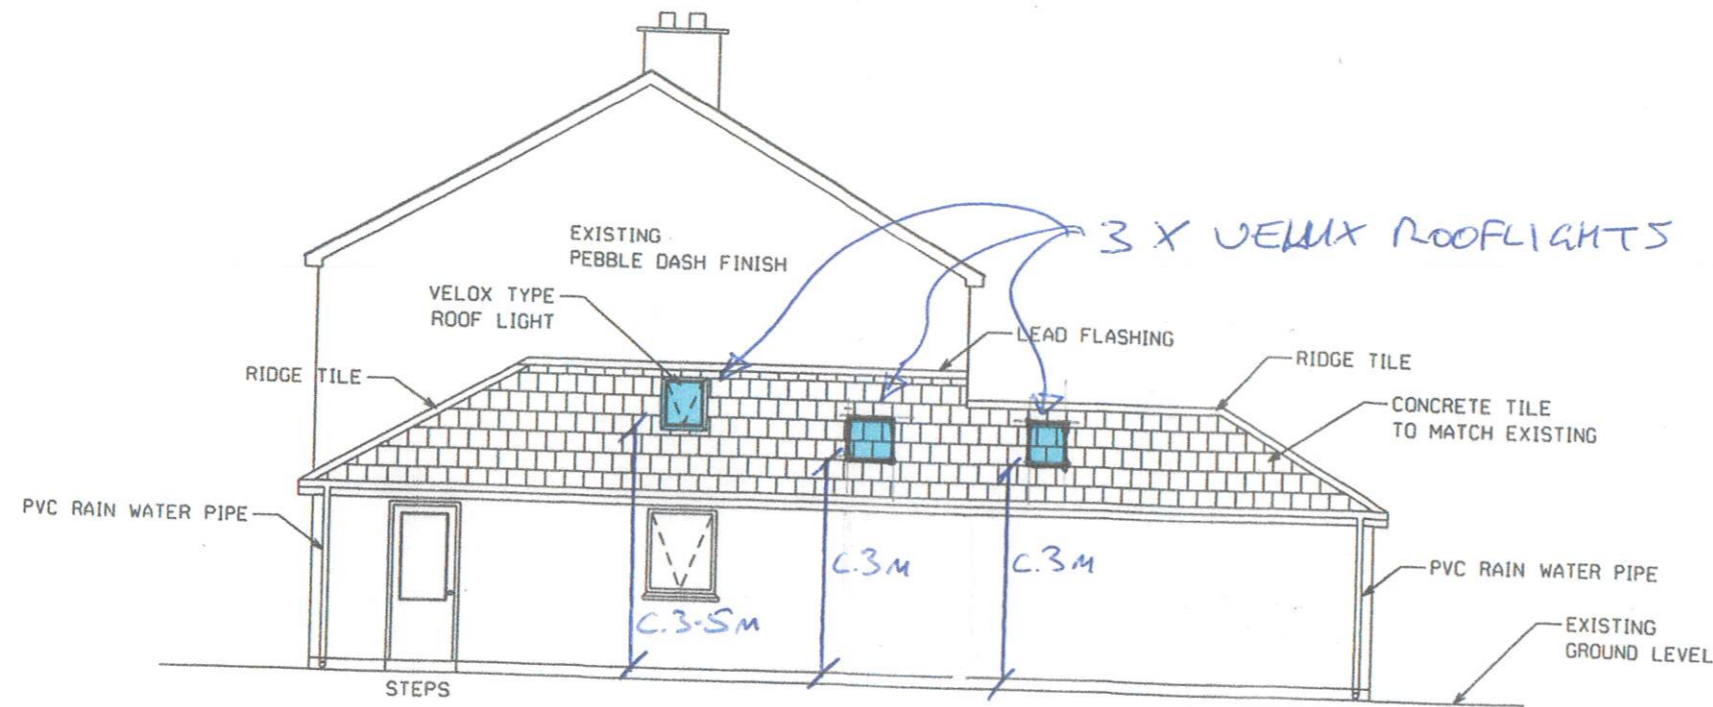 EXISTING
PEBBLE DASH FINISH
3 X VELUX ROOFLIGHTS
VELOX TYPE
ROOF LIGHT
LEAD FLASHING
RIDGE TILE
RIDGE TILE
CONCRETE TILE
TO MATCH EXISTING
PVC RAIN WATER PIPE
C.3M
C.3M
PVC RAIN WATER PIPE
C.3-5M
EXISTING
GROUND LEVEL
STEPS